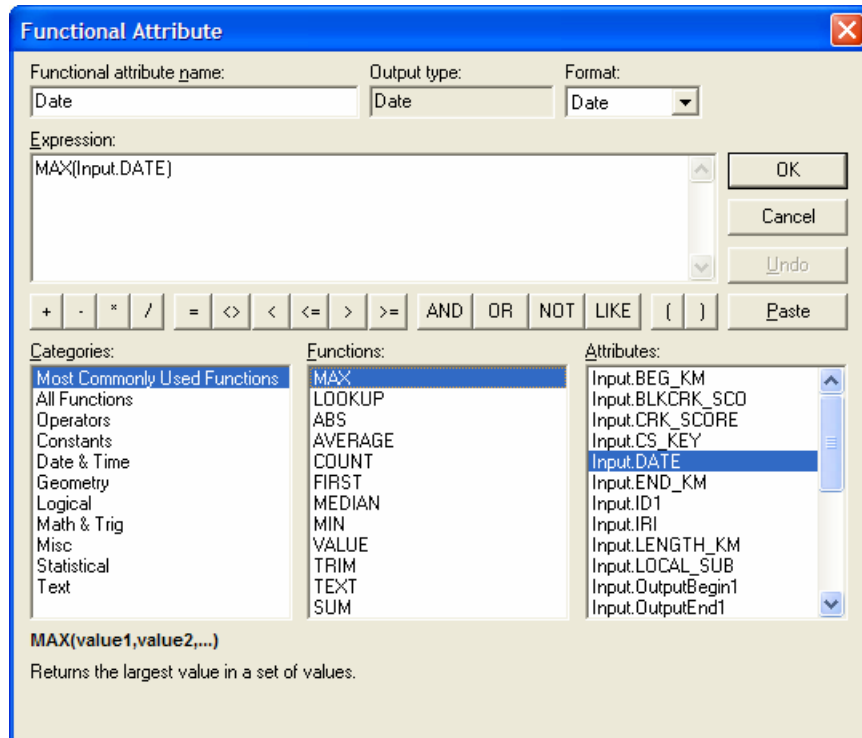 Functional Attribute
Functional attribute name: Output type: Format:
Date Date Date
Expression:
MAX(Input.DATE)
OK
Cancel
Undo
+ - * / = <> < <= > >= AND OR NOT LIKE ( ) Paste
Categories: Functions: Attributes:
Most Commonly Used Functions MAX Input.BEG_KM
All Functions LOOKUP Input.BLKCRK_SCO
Operators ABS Input.CRK_SCORE
Constants AVERAGE Input.CS_KEY
Date & Time COUNT Input.DATE
Geometry FIRST Input.END_KM
Logical MEDIAN Input.ID1
Math & Trig MIN Input.IRI
Misc VALUE Input.LENGTH_KM
Statistical TRIM Input.LOCAL_SUB
Text TEXT Input.OutputBegin1
SUM Input.OutputEnd1
MAX(value1,value2,...)
Returns the largest value in a set of values.